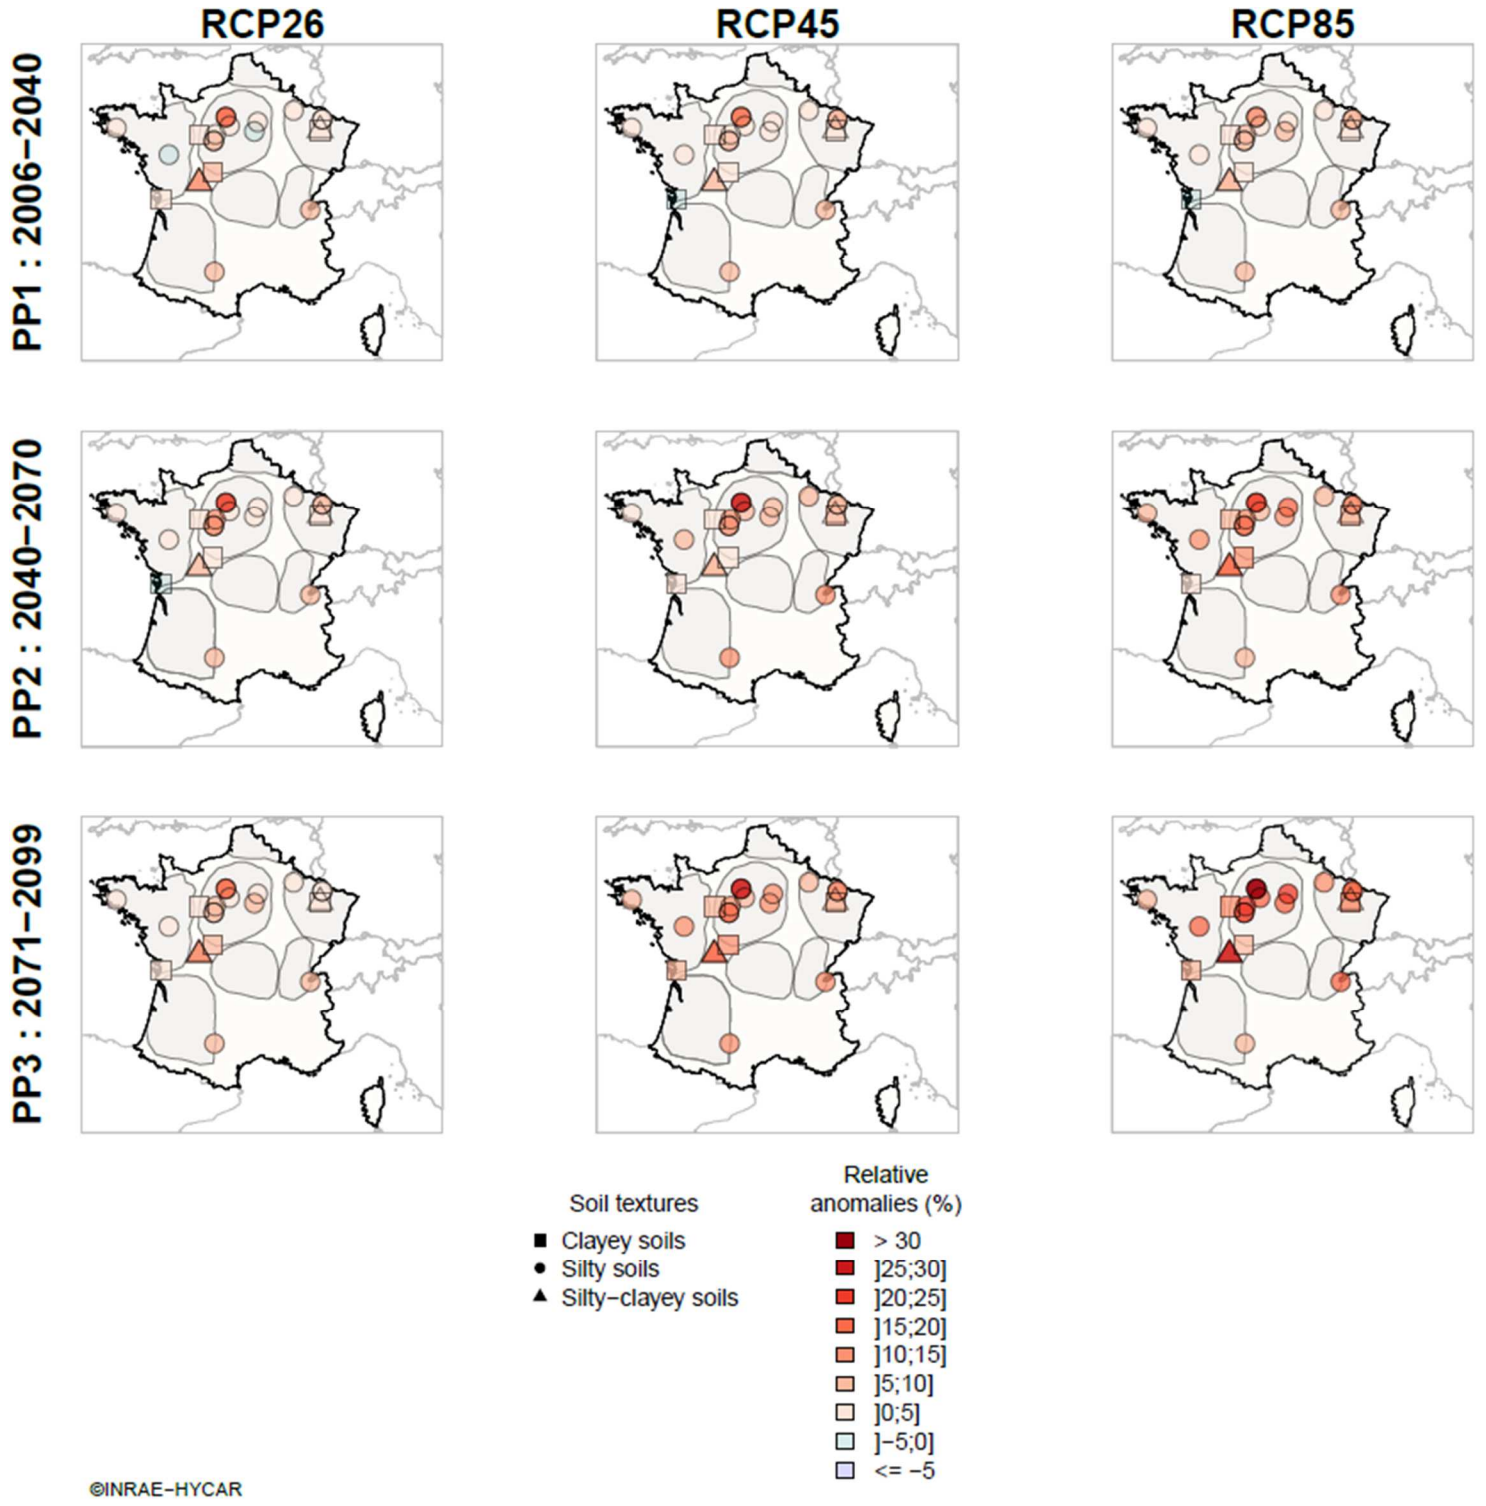 RCP26
RCP45
RCP85
PP1 : 2006−2040
PP2 : 2040−2070
PP3 : 2071−2099
Soil textures
Clayey soils
Silty soils
Silty−clayey soils
Relative
anomalies (%)
> 30
]25;30]
]20;25]
]15;20]
]10;15]
]5;10]
]0;5]
]−5;0]
<= −5
©INRAE−HYCAR